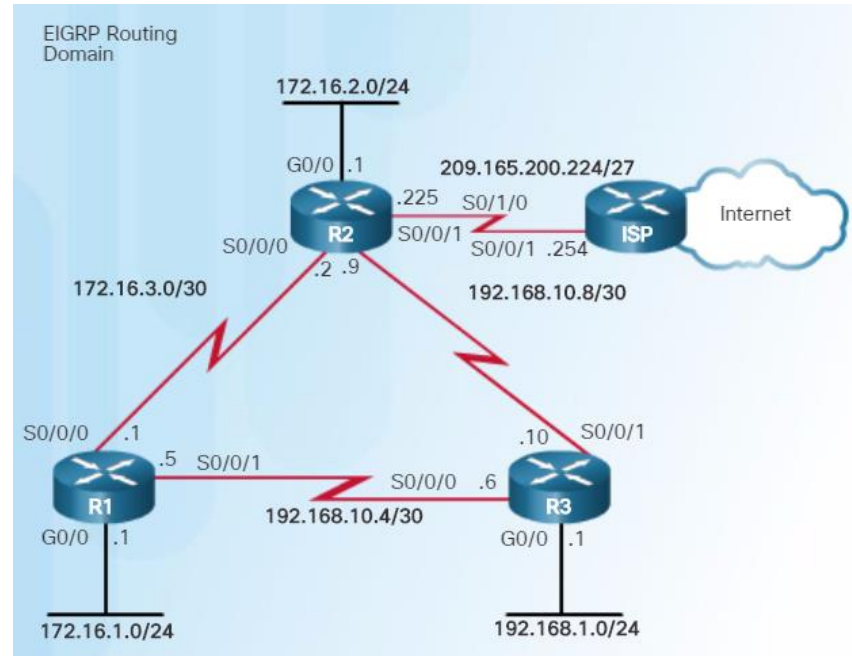 EIGRP Routing
Domain
172.16.2.0/24
G0/0 .1
209.165.200.224/27
.225 S0/1/0
R2
S0/0/1
S0/0/1 .254
ISP
Internet
S0/0/0
.2 .9
172.16.3.0/30
192.168.10.8/30
S0/0/0 .1
.10 S0/0/1
.5 S0/0/1
S0/0/0 .6
R1
R3
192.168.10.4/30
G0/0 .1
G0/0 .1
172.16.1.0/24
192.168.1.0/24